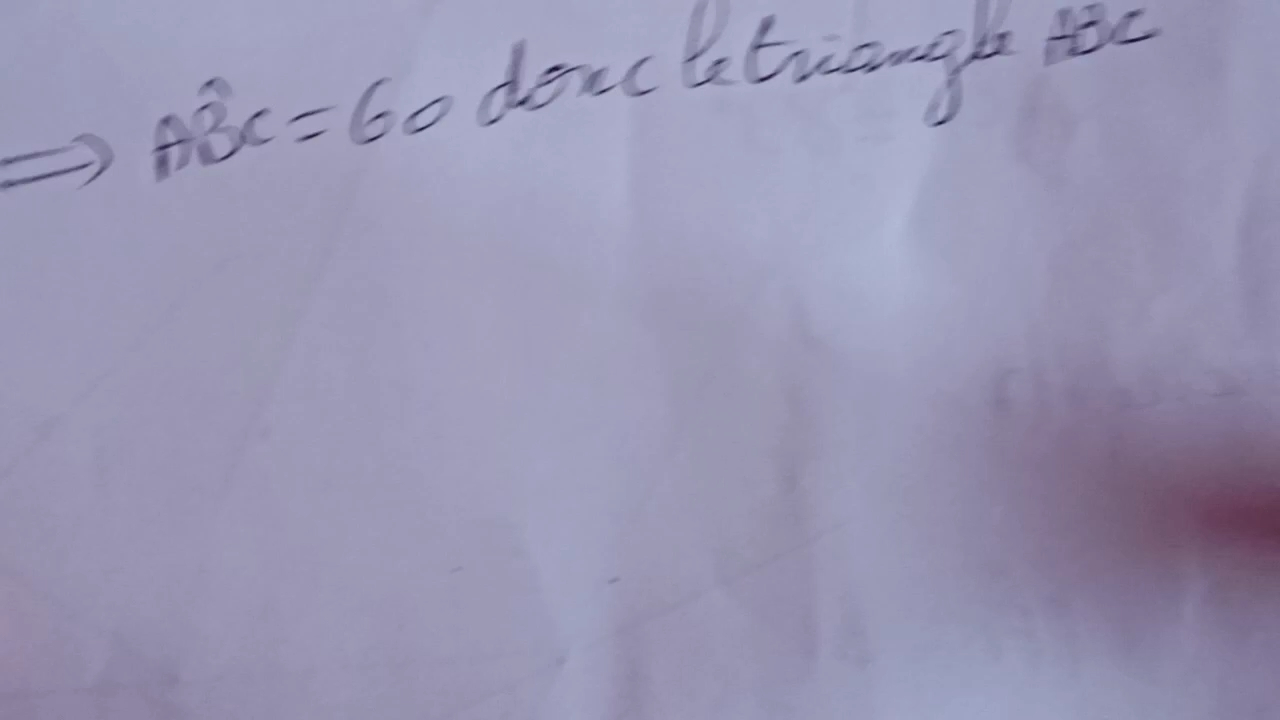 ⇒ AB̂C = 60 donc le triangle ABC